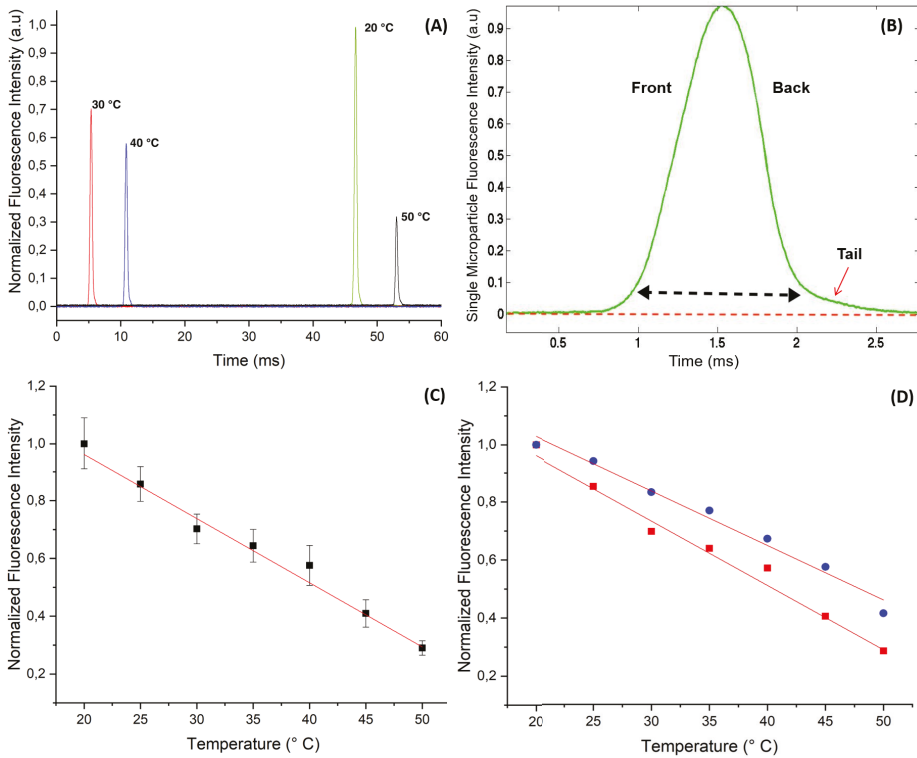 (A)
Normalized Fluorescence Intensity (a.u)
1,0
0,9
0,8
0,7
0,6
0,5
0,4
0,3
0,2
0,1
0,0
30 °C
40 °C
20 °C
50 °C
0 10 20 30 40 50 60
Time (ms)
(B)
Single Microparticle Fluorescence Intensity (a.u)
0.9
0.8
0.7
0.6
0.5
0.4
0.3
0.2
0.1
0
Front
Back
Tail
0.5 1 1.5 2 2.5
Time (ms)
(C)
Normalized Fluorescence Intensity
1,2
1,0
0,8
0,6
0,4
0,2
20 25 30 35 40 45 50
Temperature (° C)
(D)
Normalized Fluorescence Intensity
1,2
1,0
0,8
0,6
0,4
0,2
20 25 30 35 40 45 50
Temperature (° C)